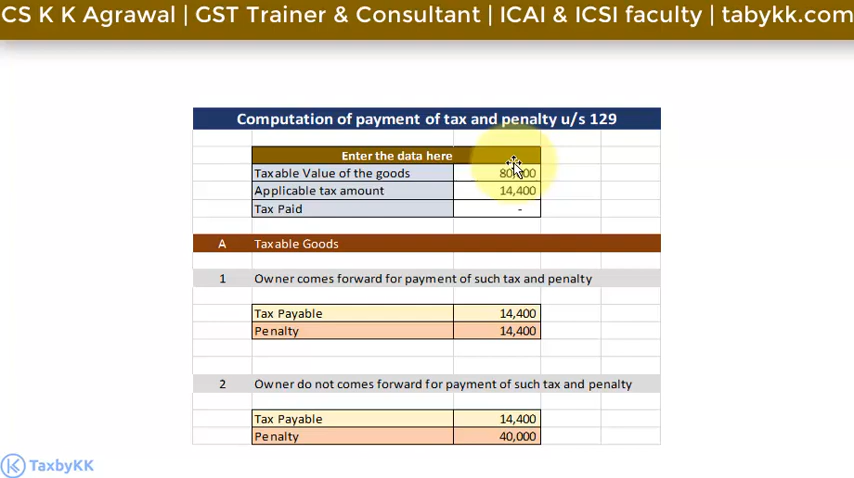 CS K K Agrawal | GST Trainer & Consultant | ICAI & ICSI faculty | tabykk.com
Computation of payment of tax and penalty u/s 129
Enter the data here
Taxable Value of the goods 80,000
Applicable tax amount 14,400
Tax Paid -
A Taxable Goods
1 Owner comes forward for payment of such tax and penalty
Tax Payable 14,400
Penalty 14,400
2 Owner do not comes forward for payment of such tax and penalty
Tax Payable 14,400
Penalty 40,000
TaxbyKK